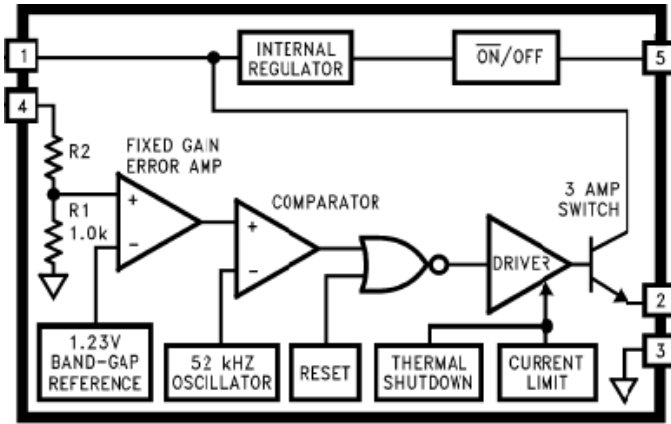 1
INTERNAL
REGULATOR
O̅N̅/OFF
5
4
R2
FIXED GAIN
ERROR AMP
R1
1.0k
+
−
COMPARATOR
+
−
3 AMP
SWITCH
DRIVER
2
3
1.23V
BAND-GAP
REFERENCE
52 kHZ
OSCILLATOR
RESET
THERMAL
SHUTDOWN
CURRENT
LIMIT